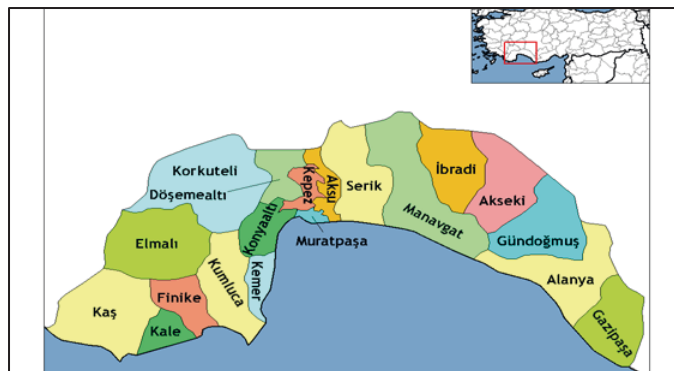 Korkuteli
Döşemealtı
Kepez
Aksu
Serik
İbradi
Akseki
Manavgat
Gündoğmuş
Konyaaltı
Muratpaşa
Elmalı
Kumluca
Kemer
Alanya
Kaş
Finike
Kale
Gazipaşa